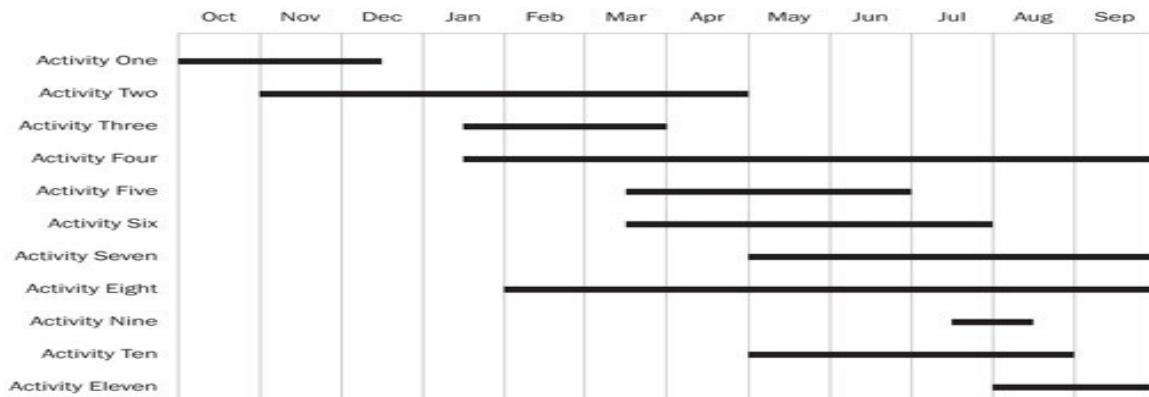 Oct Nov Dec Jan Feb Mar Apr May Jun Jul Aug Sep
Activity One
Activity Two
Activity Three
Activity Four
Activity Five
Activity Six
Activity Seven
Activity Eight
Activity Nine
Activity Ten
Activity Eleven